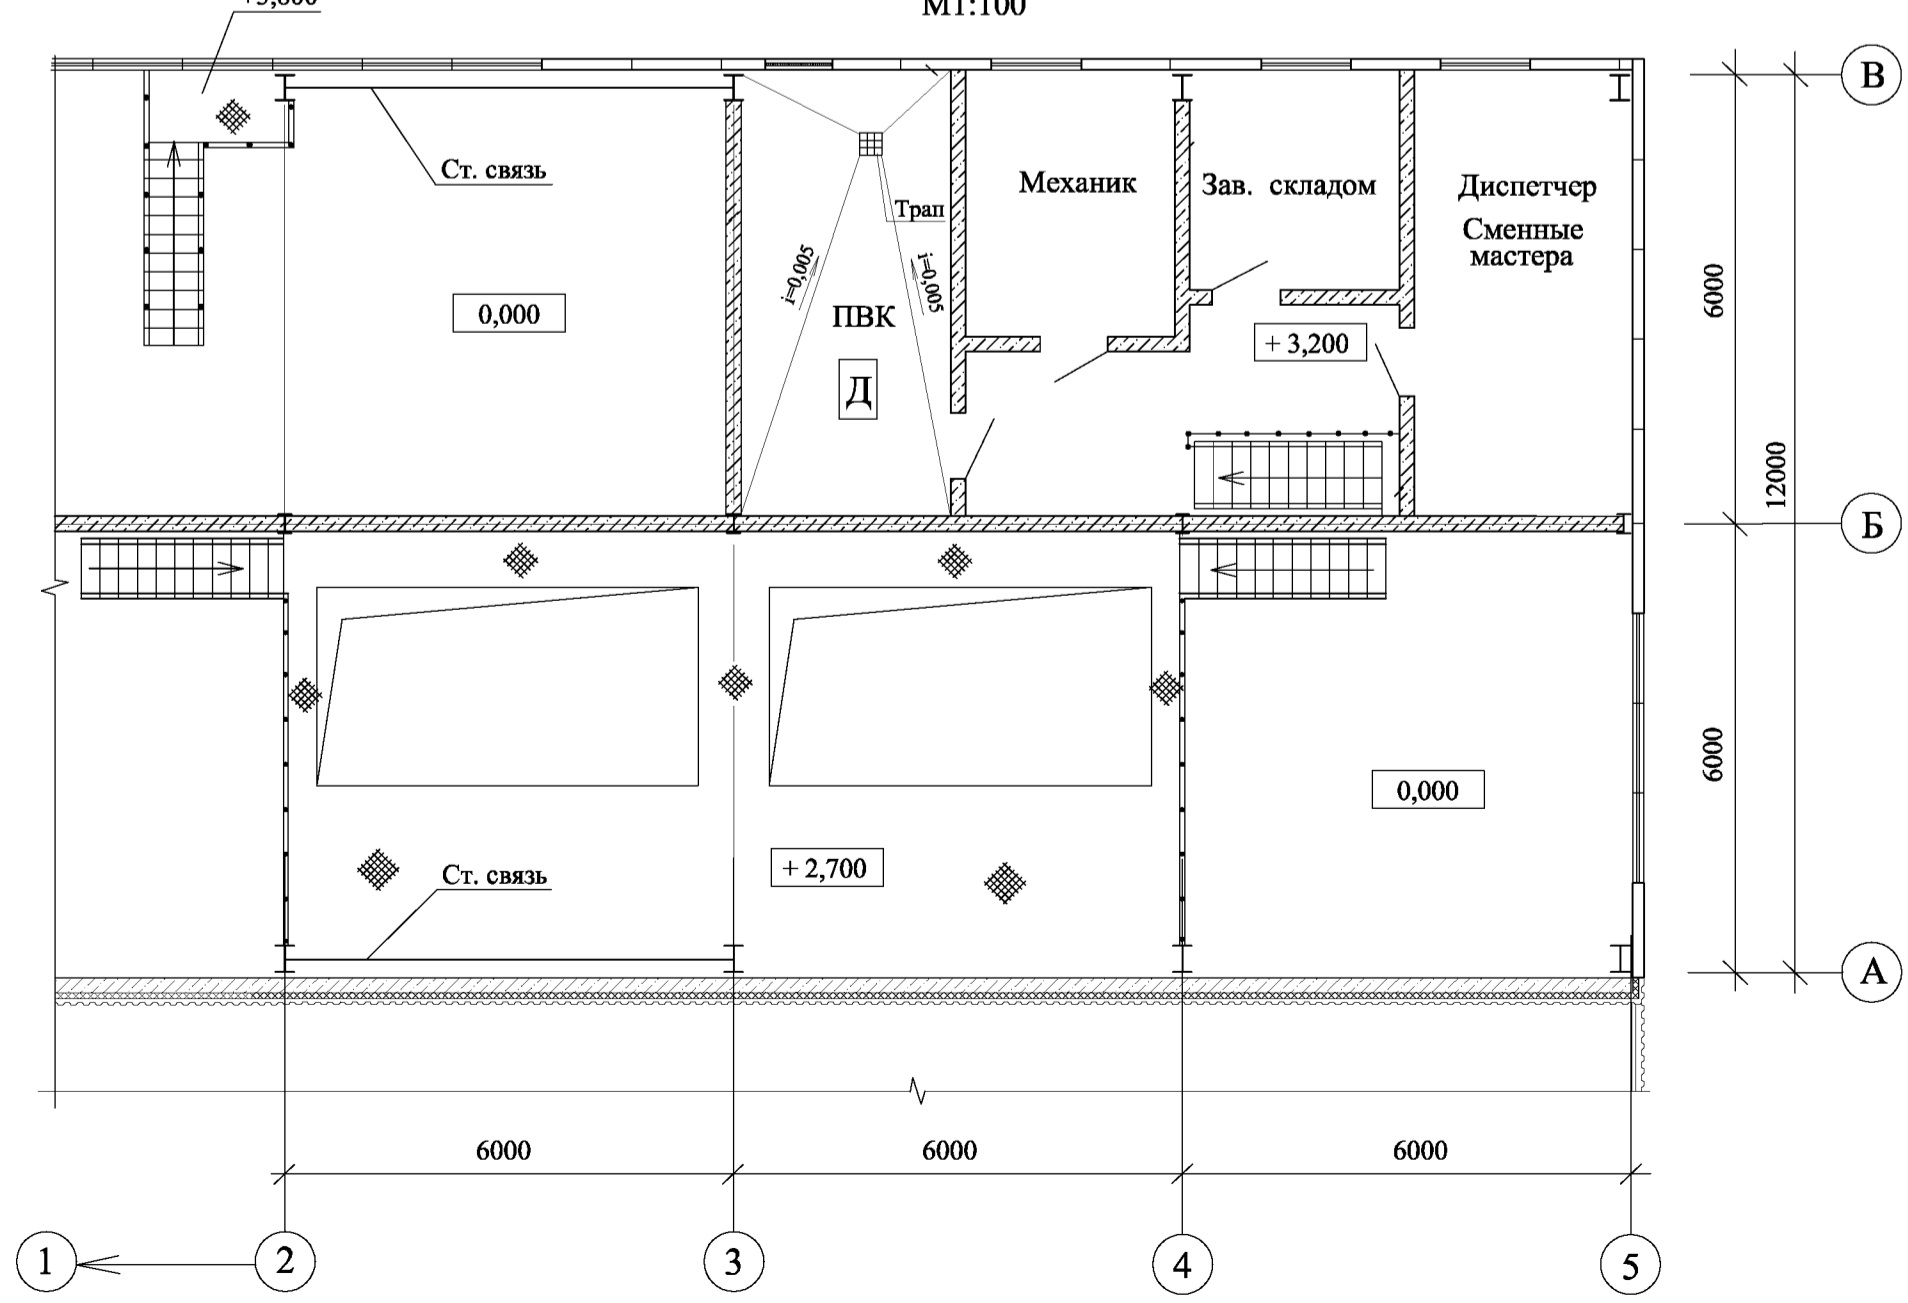 М1:100
В
Ст. связь
Механик
Зав. складом
Диспетчер
Сменные
мастера
Трап
i=0,005
i=0,005
0,000
ПВК
+ 3,200
6000
Д
12000
Б
6000
0,000
+ 2,700
Ст. связь
А
6000
6000
6000
1
2
3
4
5